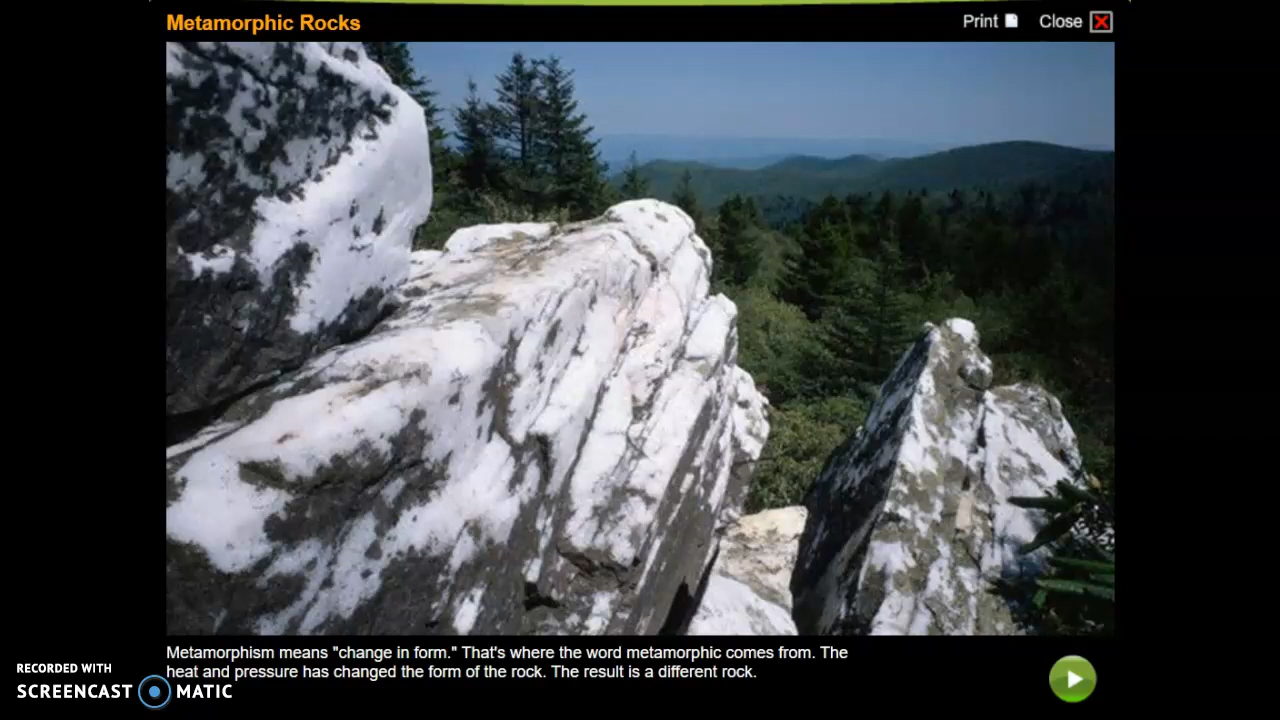 Metamorphic Rocks
Print
Close
Metamorphism means "change in form." That's where the word metamorphic comes from. The
heat and pressure has changed the form of the rock. The result is a different rock.
RECORDED WITH
SCREENCAST MATIC